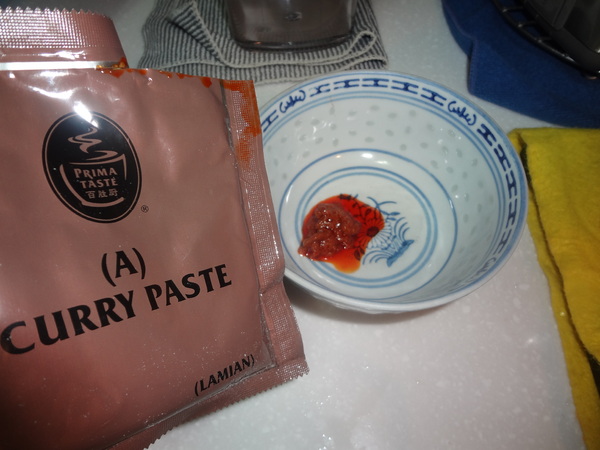 PRIMA
TASTE
百胜厨
®
(A)
CURRY PASTE
(LAMIAN)